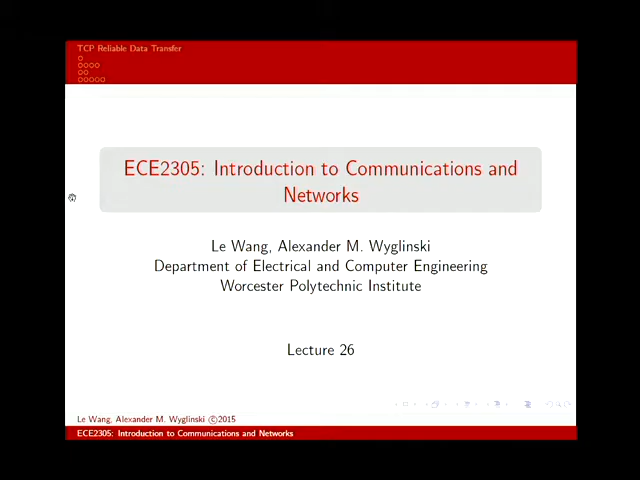 TCP Reliable Data Transfer
ECE2305: Introduction to Communications and
Networks
Le Wang, Alexander M. Wyglinski
Department of Electrical and Computer Engineering
Worcester Polytechnic Institute
Lecture 26
Le Wang, Alexander M. Wyglinski ©2015
ECE2305: Introduction to Communications and Networks